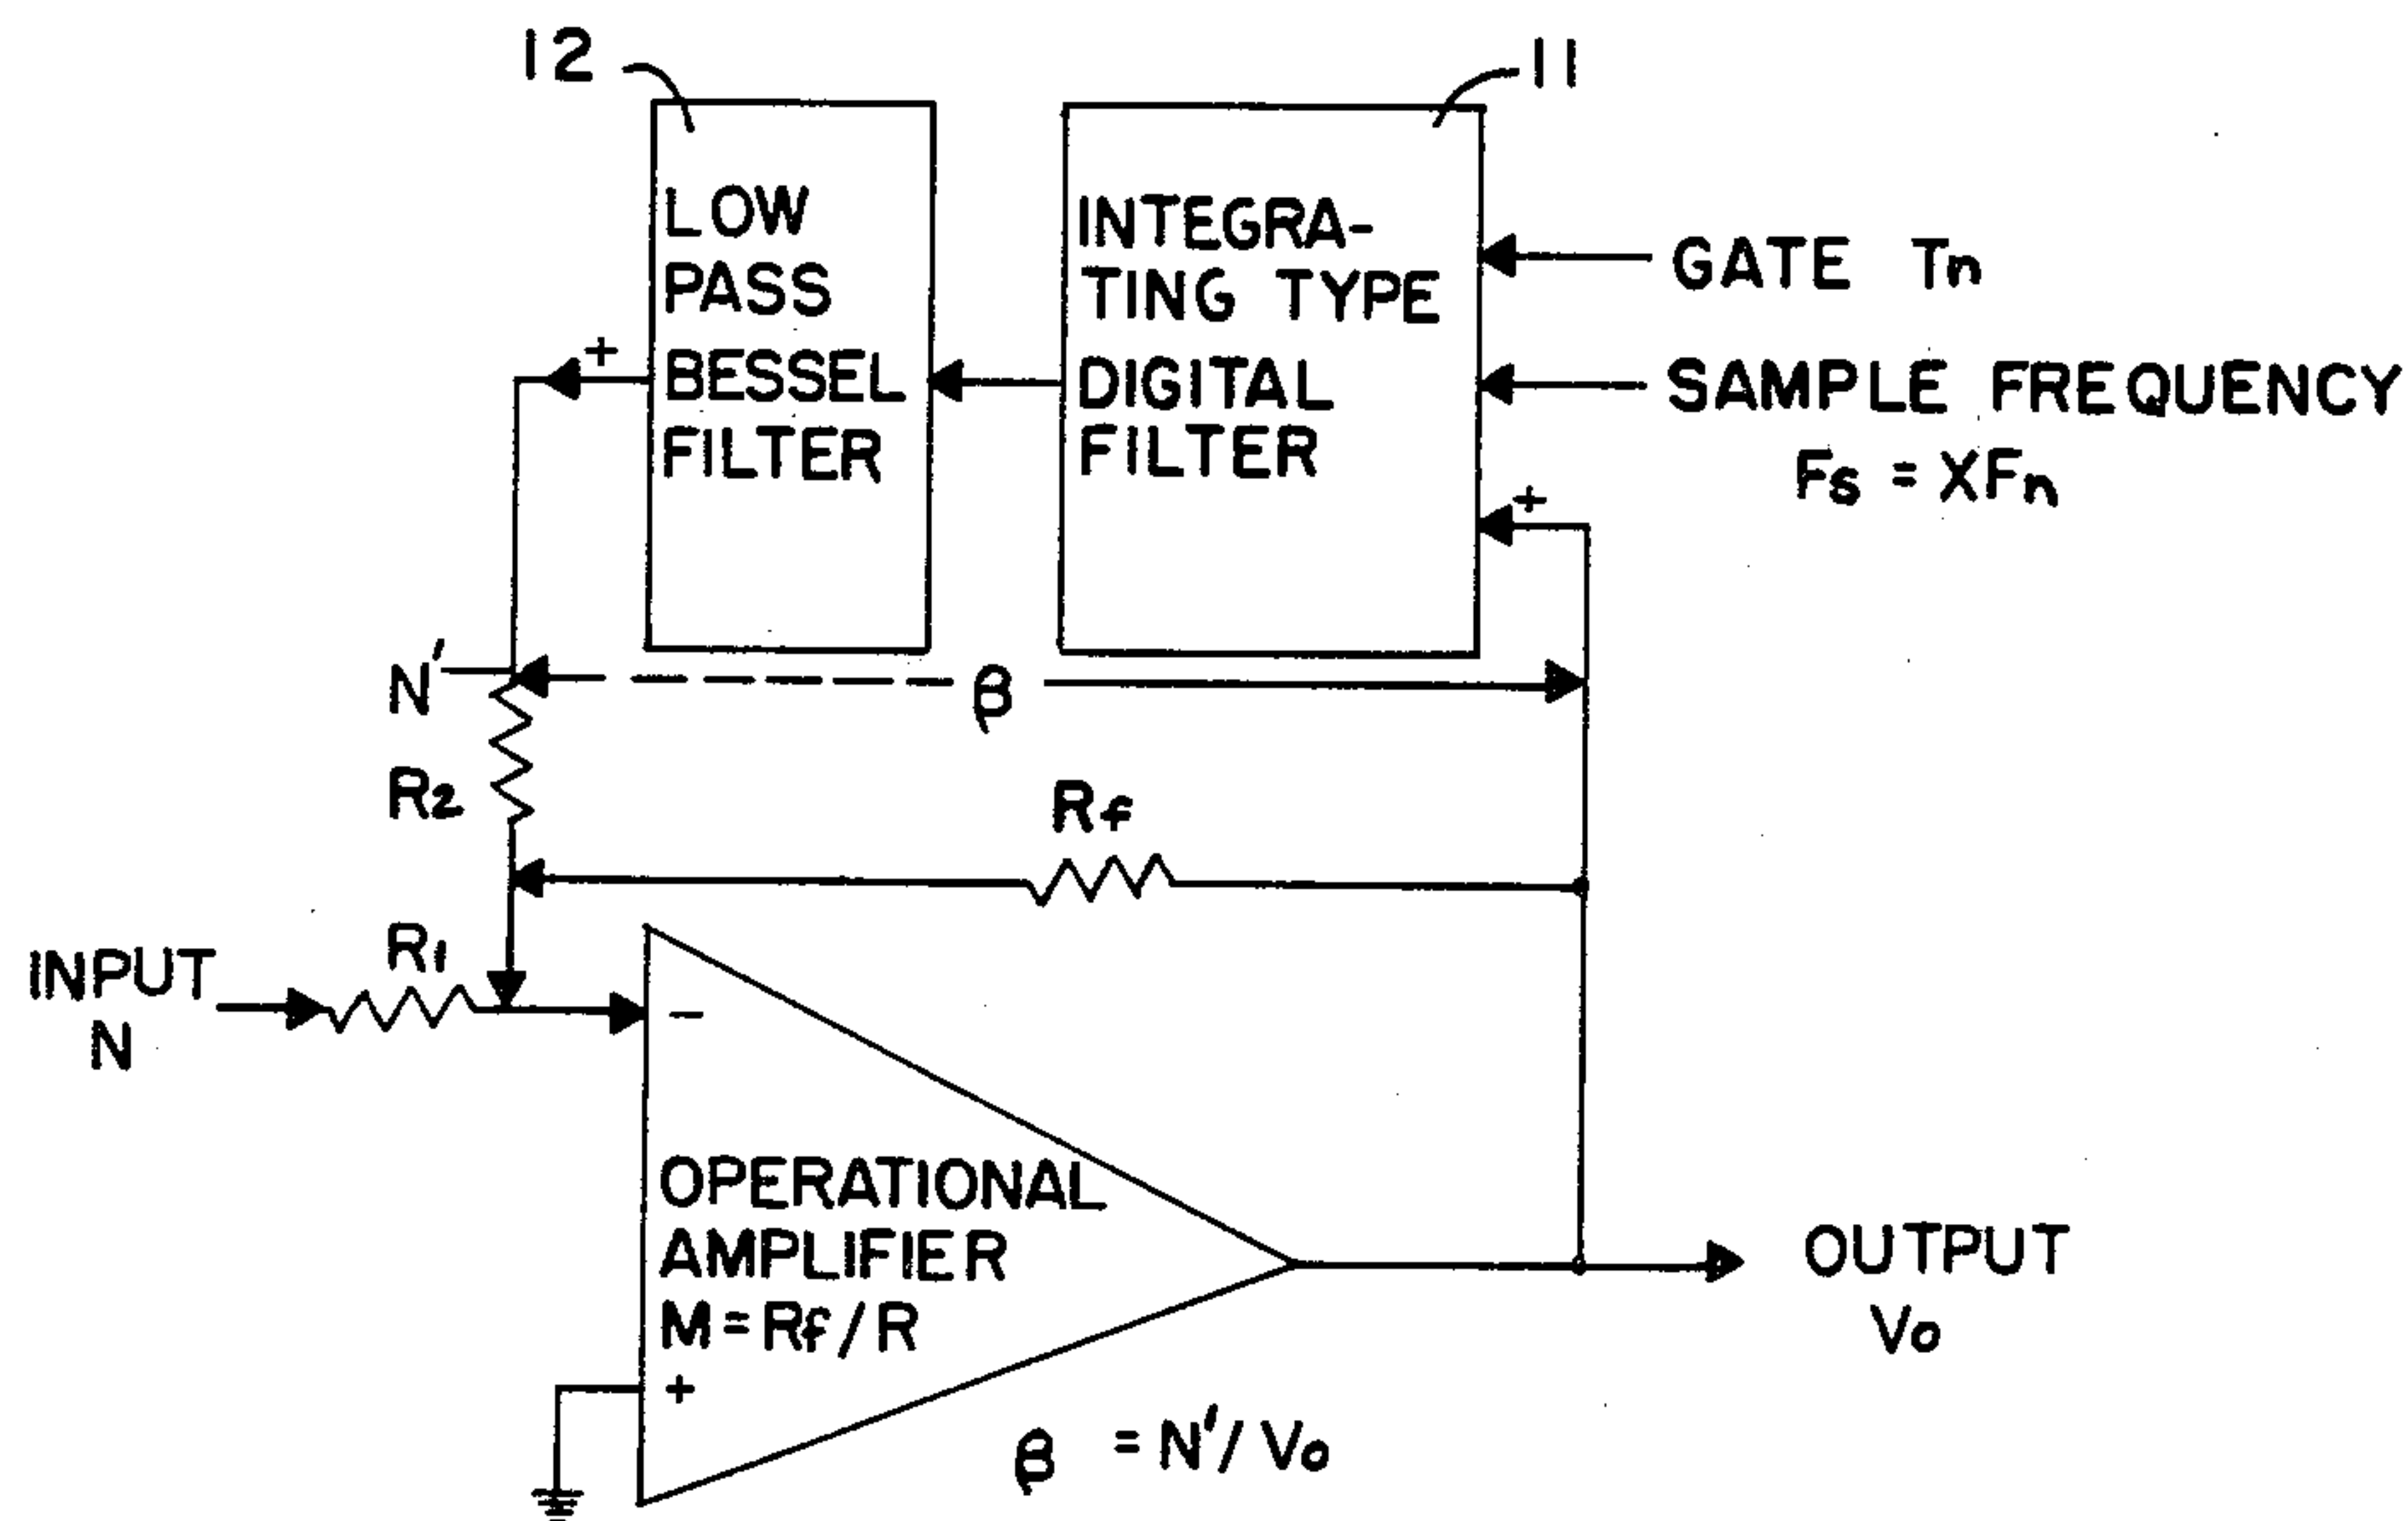 12
11
LOW
PASS
BESSEL
FILTER
INTEGRA-
TING TYPE
DIGITAL
FILTER
GATE Tn
SAMPLE FREQUENCY
Fs = XFn
+
+
N'
β
R2
Rf
R1
INPUT
N
−
OPERATIONAL
AMPLIFIER
M=Rf/R
+
OUTPUT
Vo
β = N'/Vo